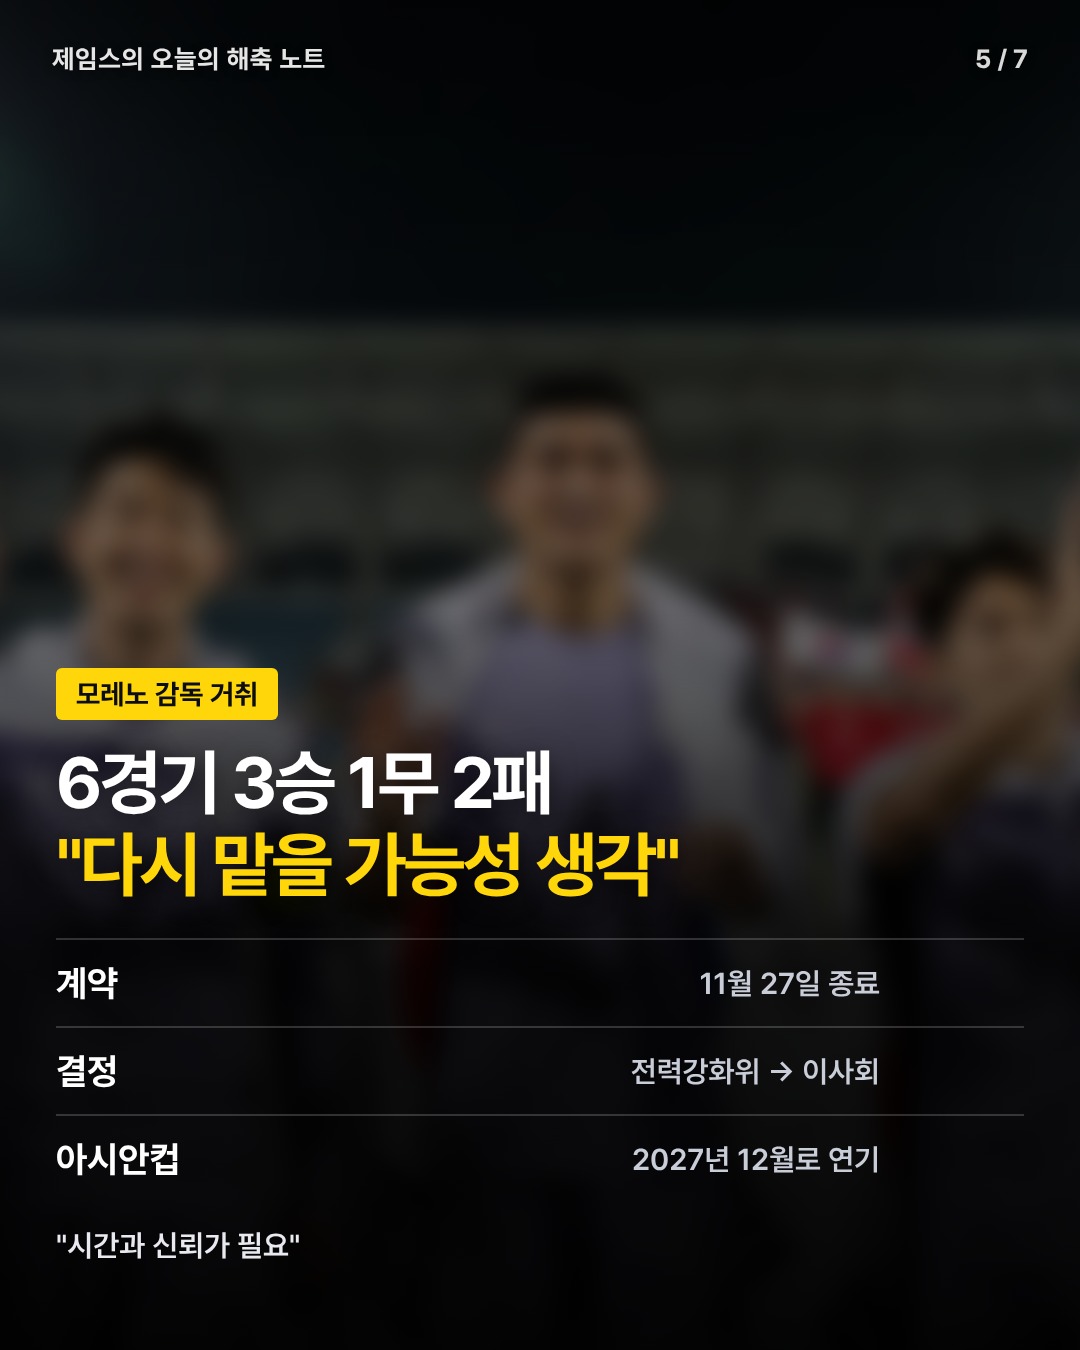 제임스의 오늘의 해축 노트
5 / 7
모레노 감독 거취
6경기 3승 1무 2패
"다시 맡을 가능성 생각"
계약
11월 27일 종료
결정
전력강화위 → 이사회
아시안컵
2027년 12월로 연기
"시간과 신뢰가 필요"